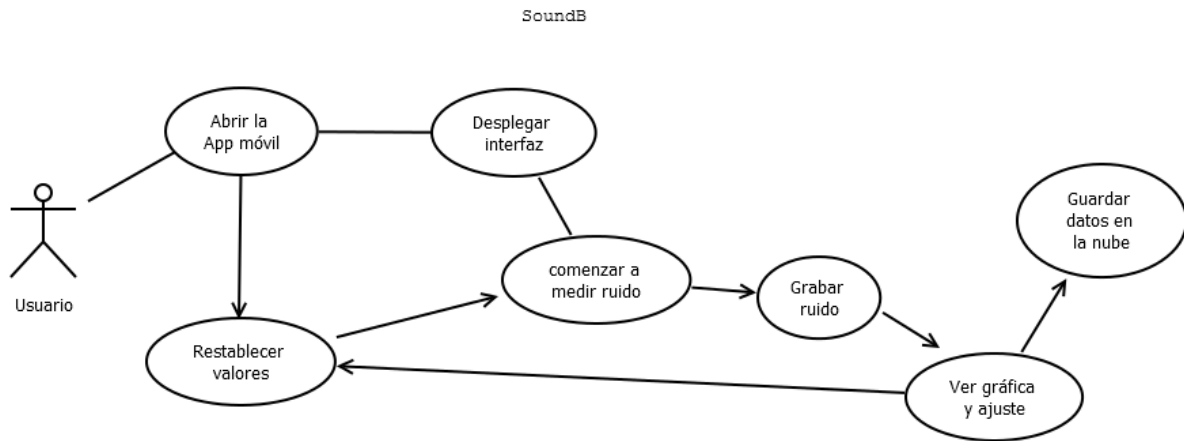 SoundB
Abrir la
App móvil
Desplegar
interfaz
Guardar
datos en
la nube
comenzar a
medir ruido
Grabar
ruido
Usuario
Restablecer
valores
Ver gráfica
y ajuste